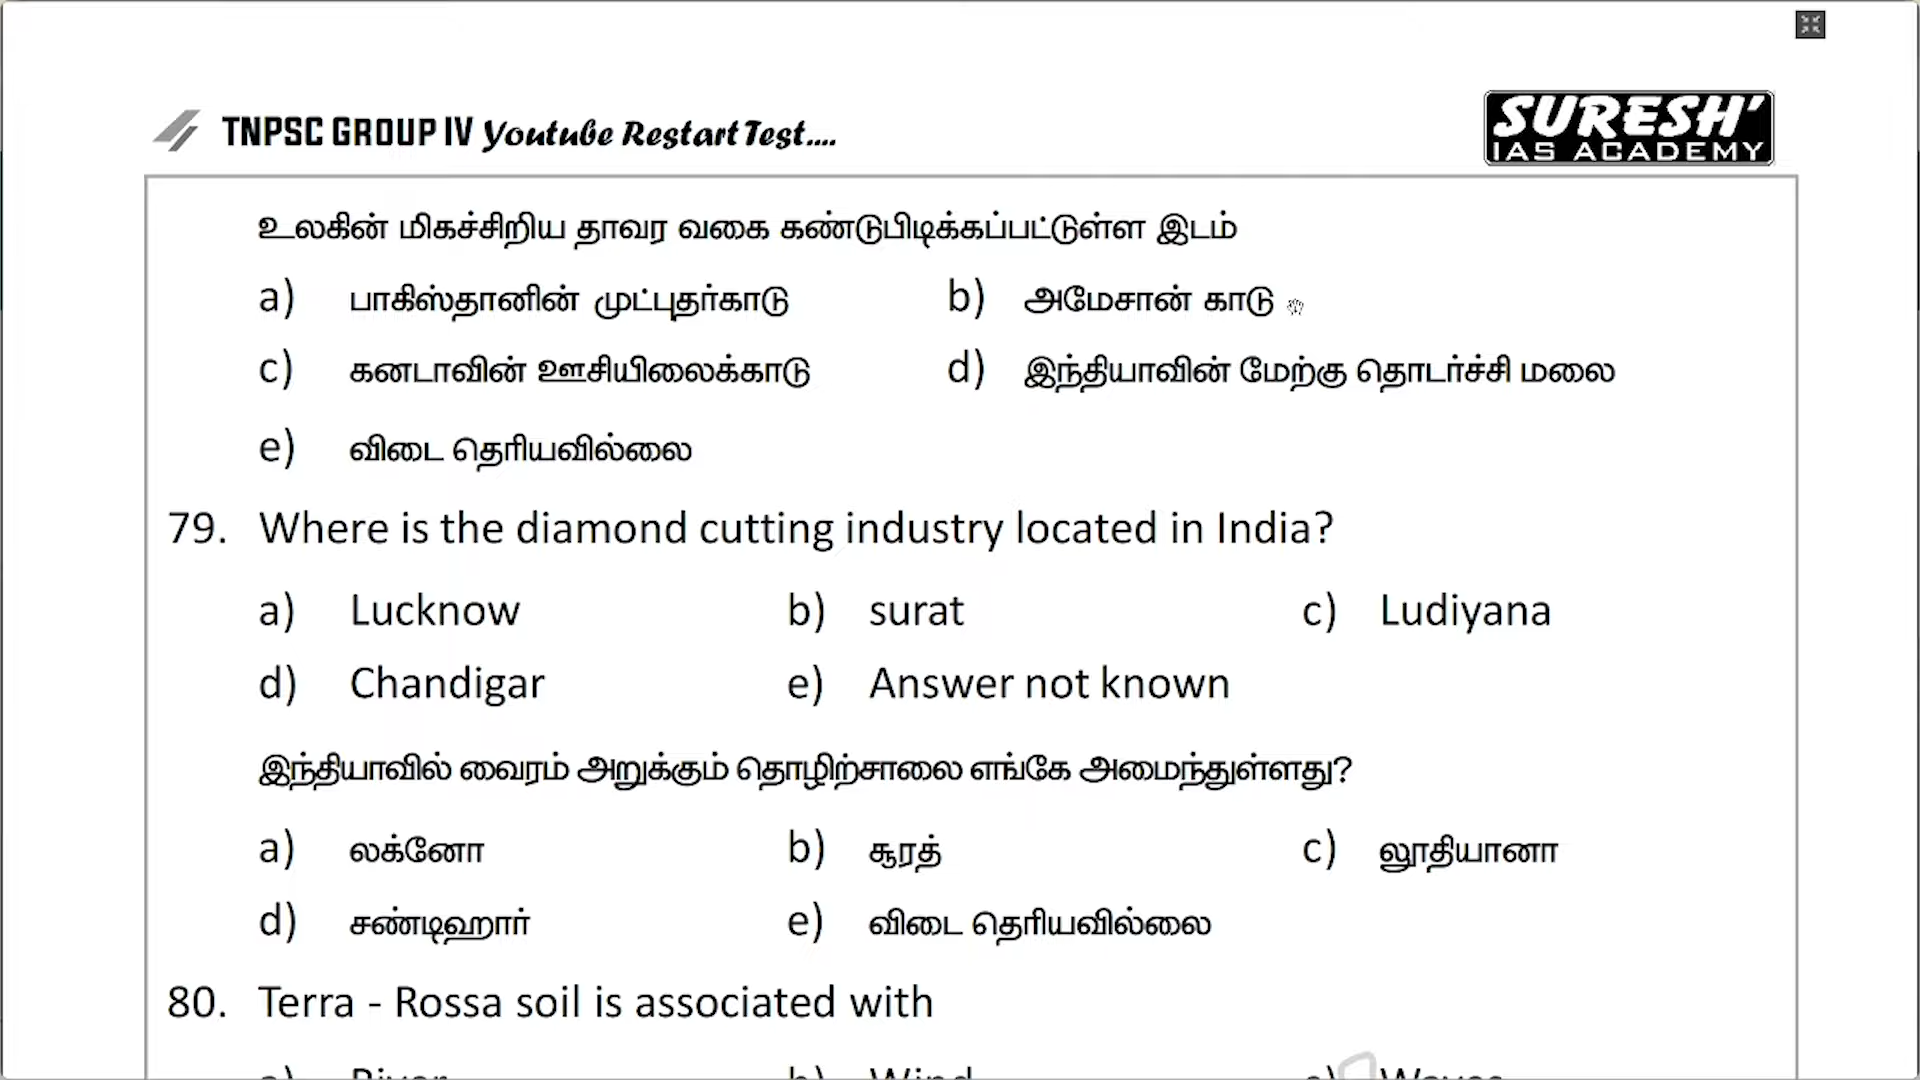 TNPSC GROUP IV Youtube Restart Test....
SURESH'
IAS ACADEMY
உலகின் மிகச்சிறிய தாவர வகை கண்டுபிடிக்கப்பட்டுள்ள இடம்
a) பாகிஸ்தானின் முட்புதர்காடு b) அமேசான் காடு
c) கனடாவின் ஊசியிலைக்காடு d) இந்தியாவின் மேற்கு தொடர்ச்சி மலை
e) விடை தெரியவில்லை
79. Where is the diamond cutting industry located in India?
a) Lucknow b) surat c) Ludiyana
d) Chandigar e) Answer not known
இந்தியாவில் வைரம் அறுக்கும் தொழிற்சாலை எங்கே அமைந்துள்ளது?
a) லக்னோ b) சூரத் c) லூதியானா
d) சண்டிஹார் e) விடை தெரியவில்லை
80. Terra - Rossa soil is associated with
a) River b) Wind c) Waves